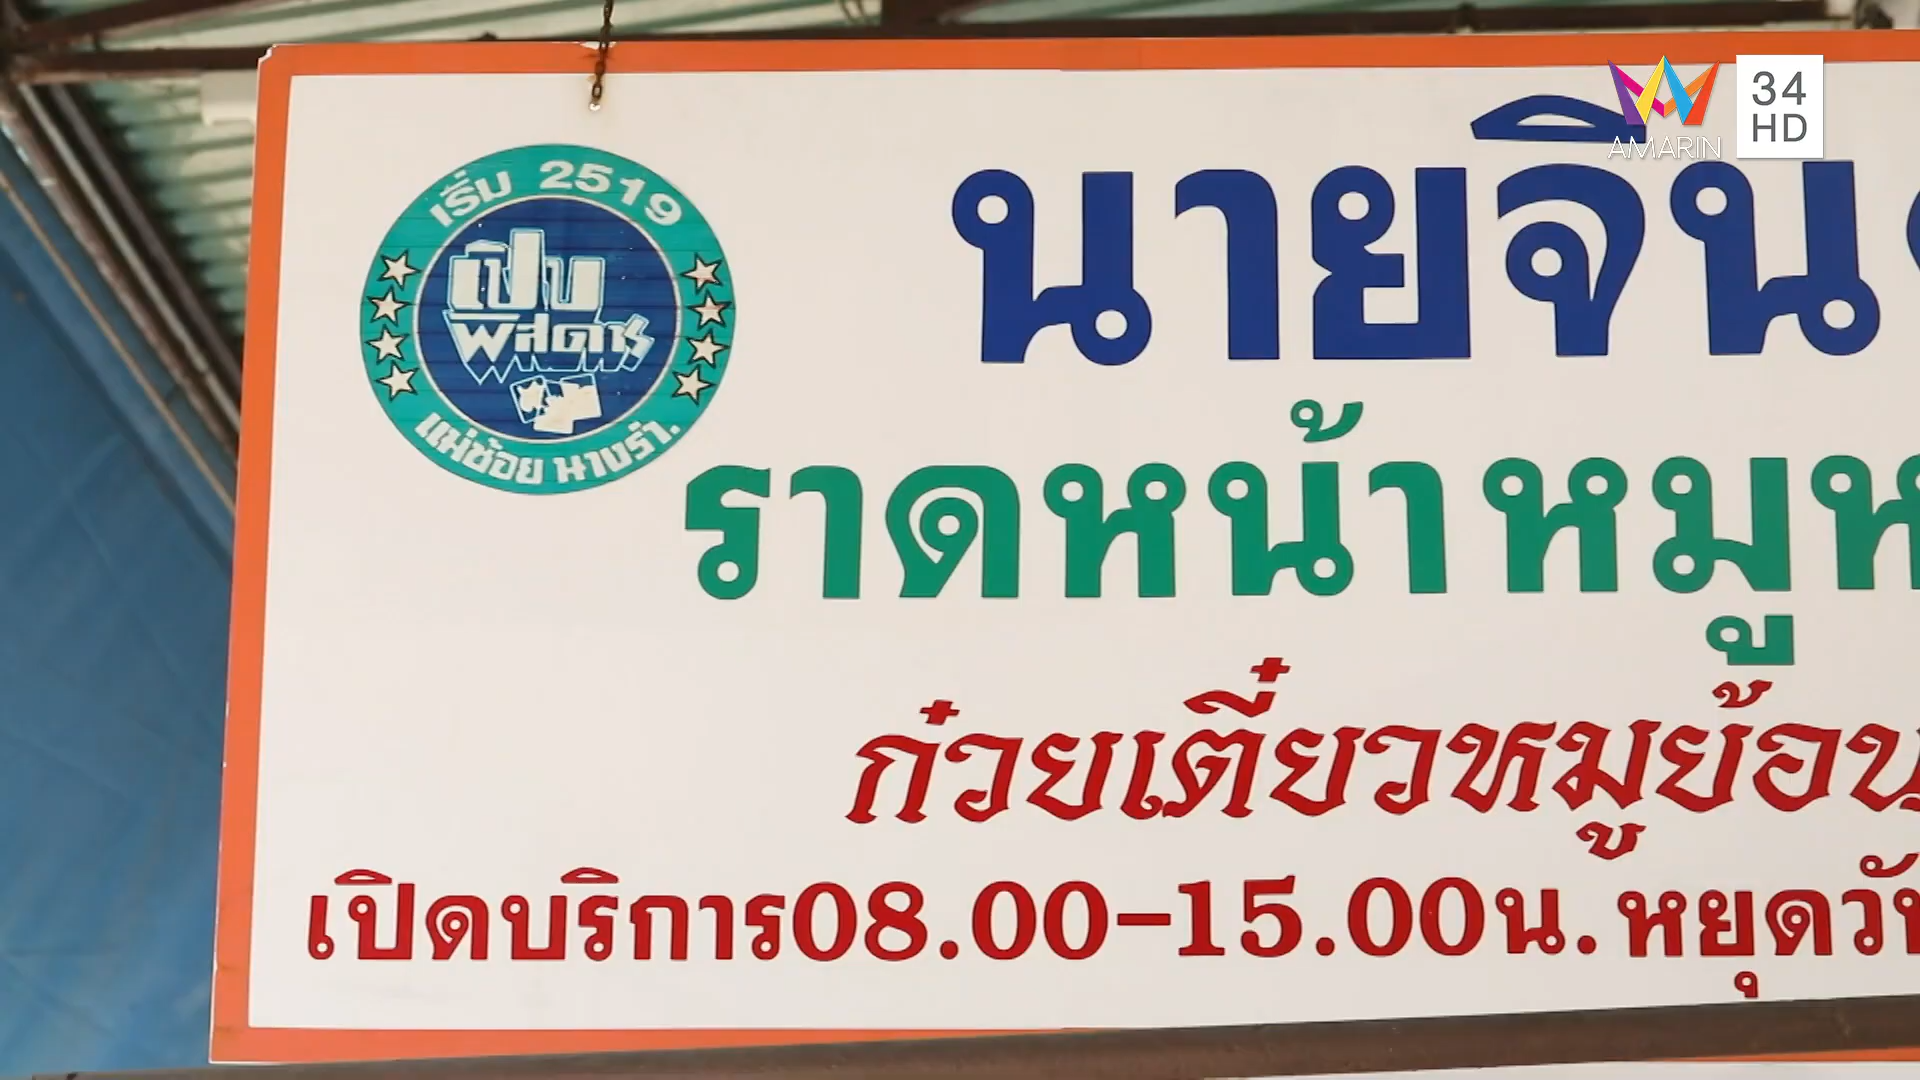 AMARIN
34
HD
เริ่ม 2519
เปิบ
พิสดาร
แม่ช้อย นางรำ.
นายจิน
ราดหน้าหมูห
ก๋วยเตี๋ยวหมูย้อน
เปิดบริการ08.00-15.00น. หยุดวัน